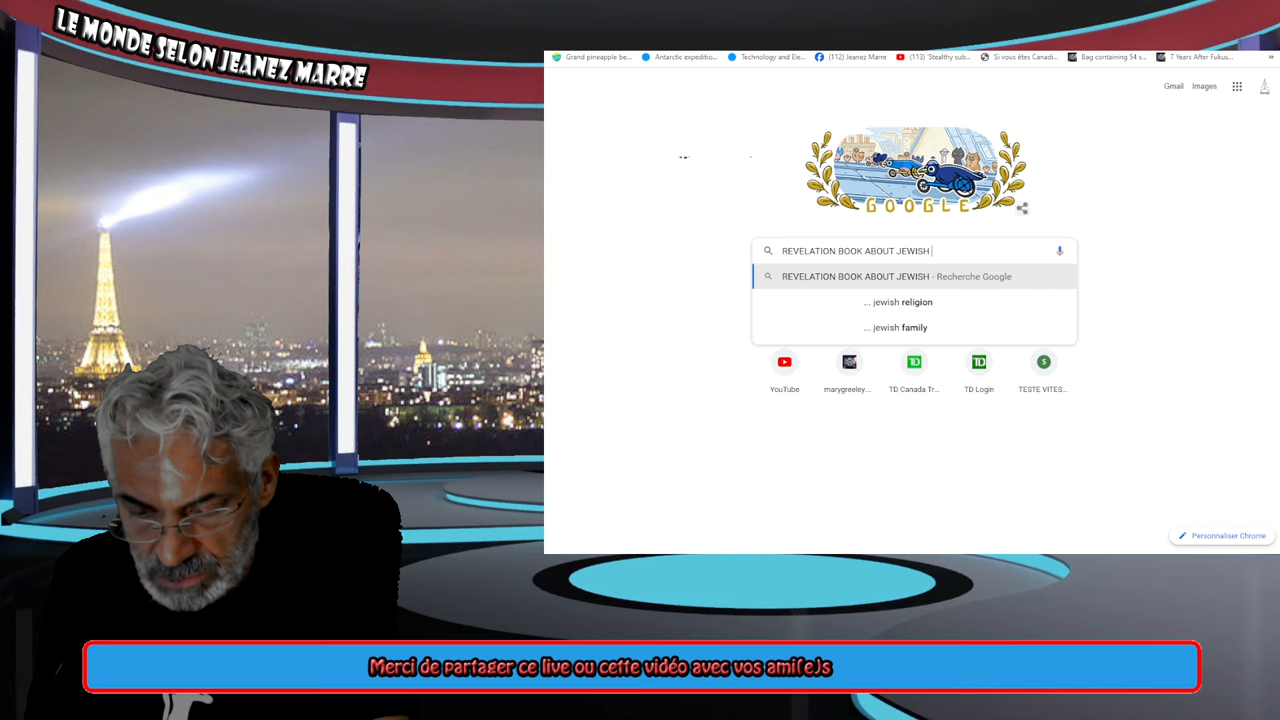 LE MONDE SELON JEANEZ MARRE
Grand pineapple be... Antarctic expeditio... Technology and Ele... (112) Jeanez Marre (113) 'Stealthy sub... Si vous êtes Canadi... Bag containing 54 s... 7 Years After Fukus... »
Gmail Images
GOOGLE
REVELATION BOOK ABOUT JEWISH
REVELATION BOOK ABOUT JEWISH - Recherche Google
... jewish religion
... jewish family
S
YouTube marygreeley... TD Canada Tr... TD Login TESTE VITES...
Personnaliser Chrome
Merci de partager ce live ou cette vidéo avec vos ami(e)s